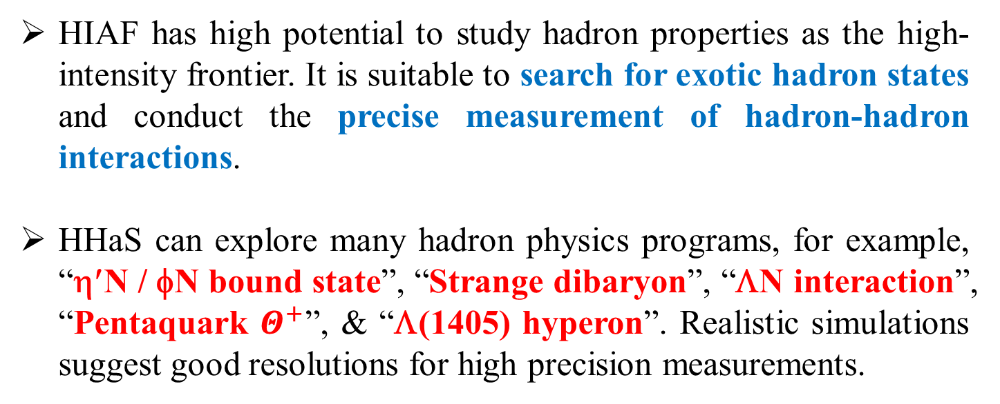 ➢ HIAF has high potential to study hadron properties as the high-
intensity frontier. It is suitable to search for exotic hadron states
and conduct the precise measurement of hadron-hadron
interactions.
➢ HHaS can explore many hadron physics programs, for example,
“η′N / ϕN bound state”, “Strange dibaryon”, “ΛN interaction”,
“Pentaquark Θ⁺”, & “Λ(1405) hyperon”. Realistic simulations
suggest good resolutions for high precision measurements.